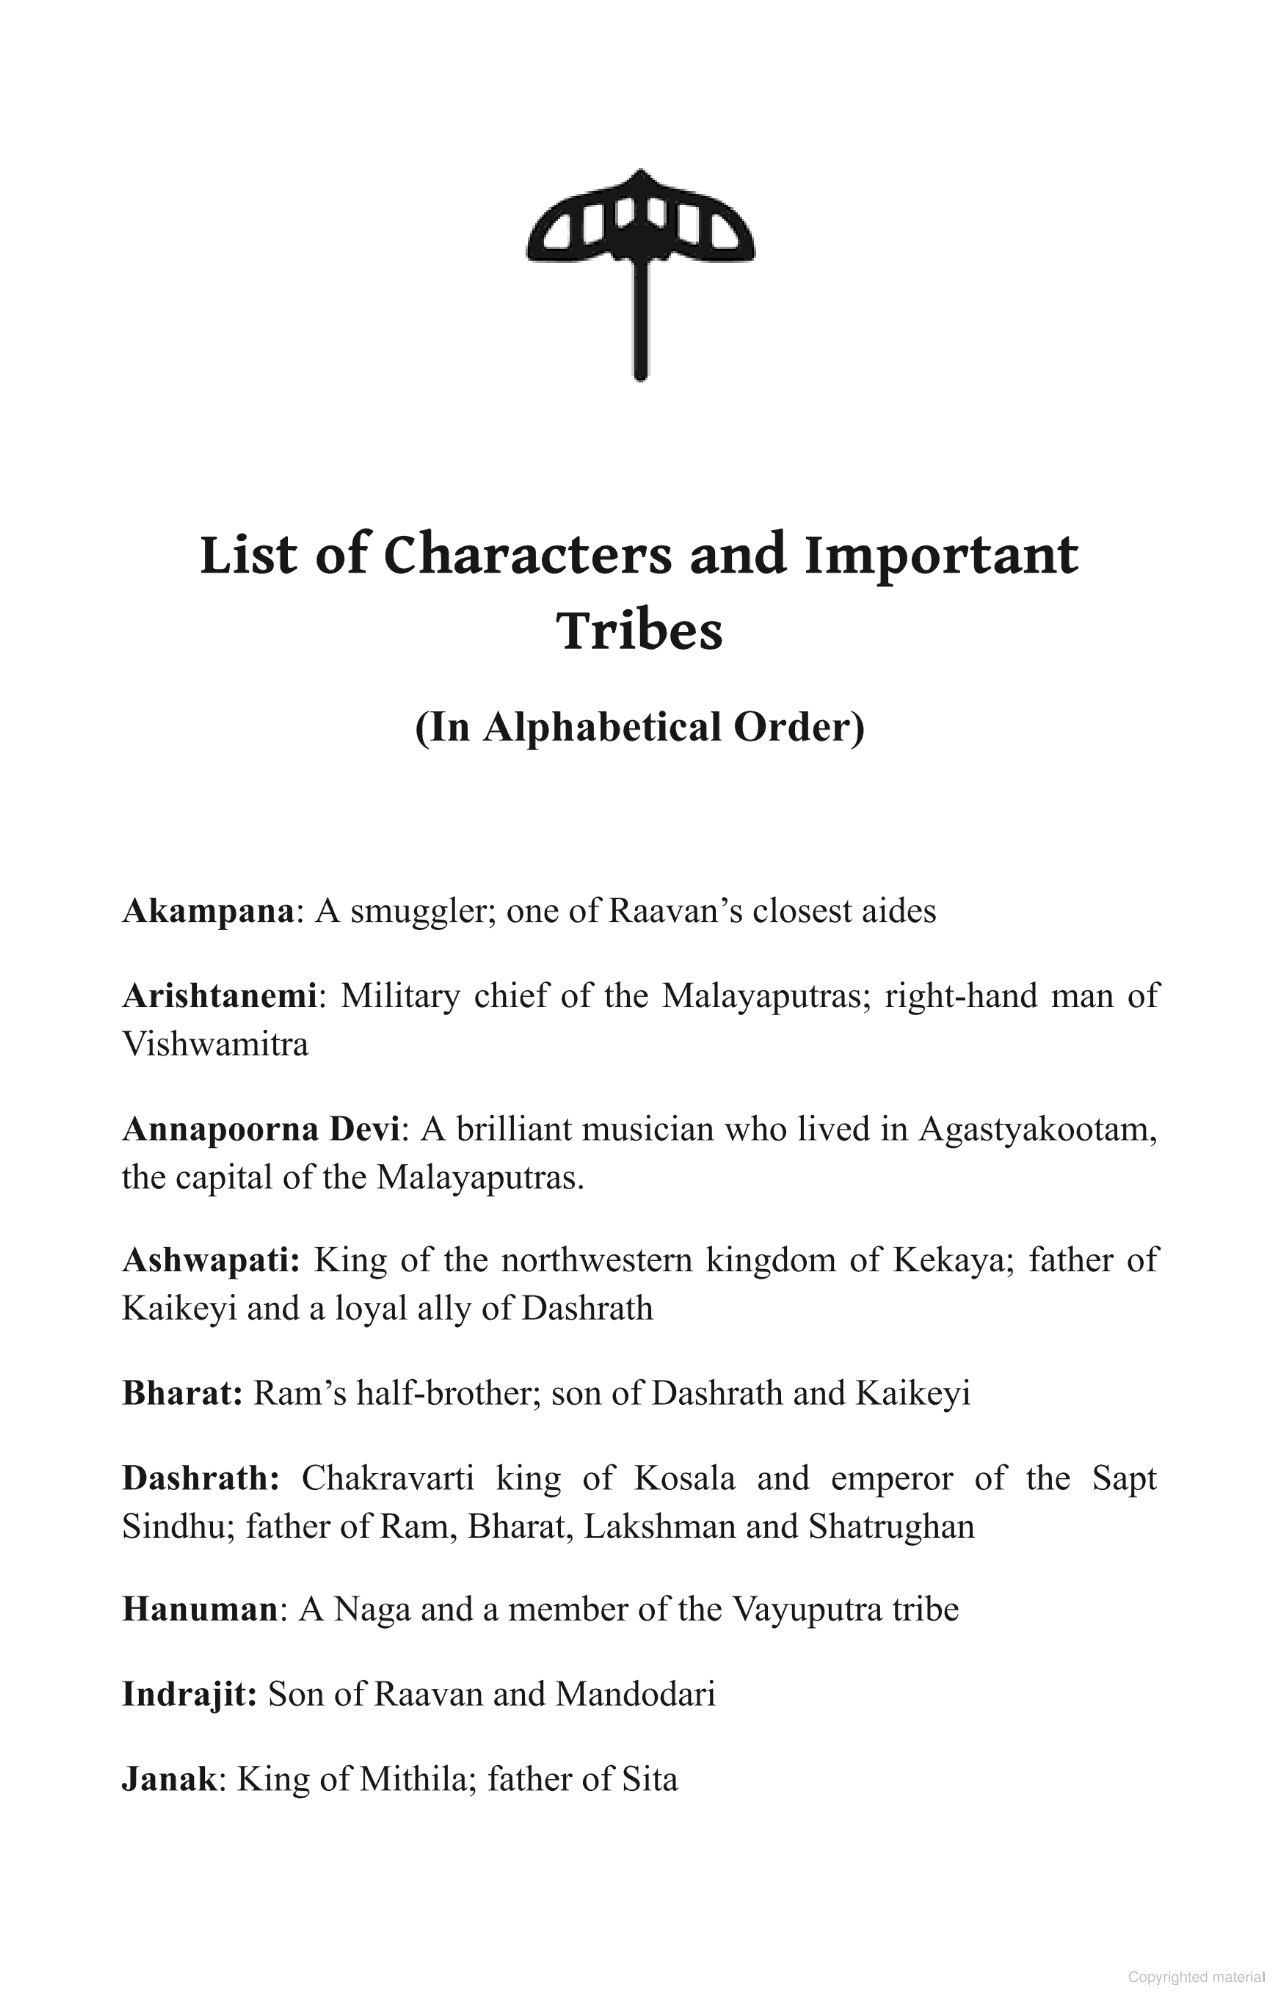 List of Characters and Important
Tribes
(In Alphabetical Order)
Akampana: A smuggler; one of Raavan’s closest aides
Arishtanemi: Military chief of the Malayaputras; right-hand man of
Vishwamitra
Annapoorna Devi: A brilliant musician who lived in Agastyakootam,
the capital of the Malayaputras.
Ashwapati: King of the northwestern kingdom of Kekaya; father of
Kaikeyi and a loyal ally of Dashrath
Bharat: Ram’s half-brother; son of Dashrath and Kaikeyi
Dashrath: Chakravarti king of Kosala and emperor of the Sapt
Sindhu; father of Ram, Bharat, Lakshman and Shatrughan
Hanuman: A Naga and a member of the Vayuputra tribe
Indrajit: Son of Raavan and Mandodari
Janak: King of Mithila; father of Sita
Copyrighted material